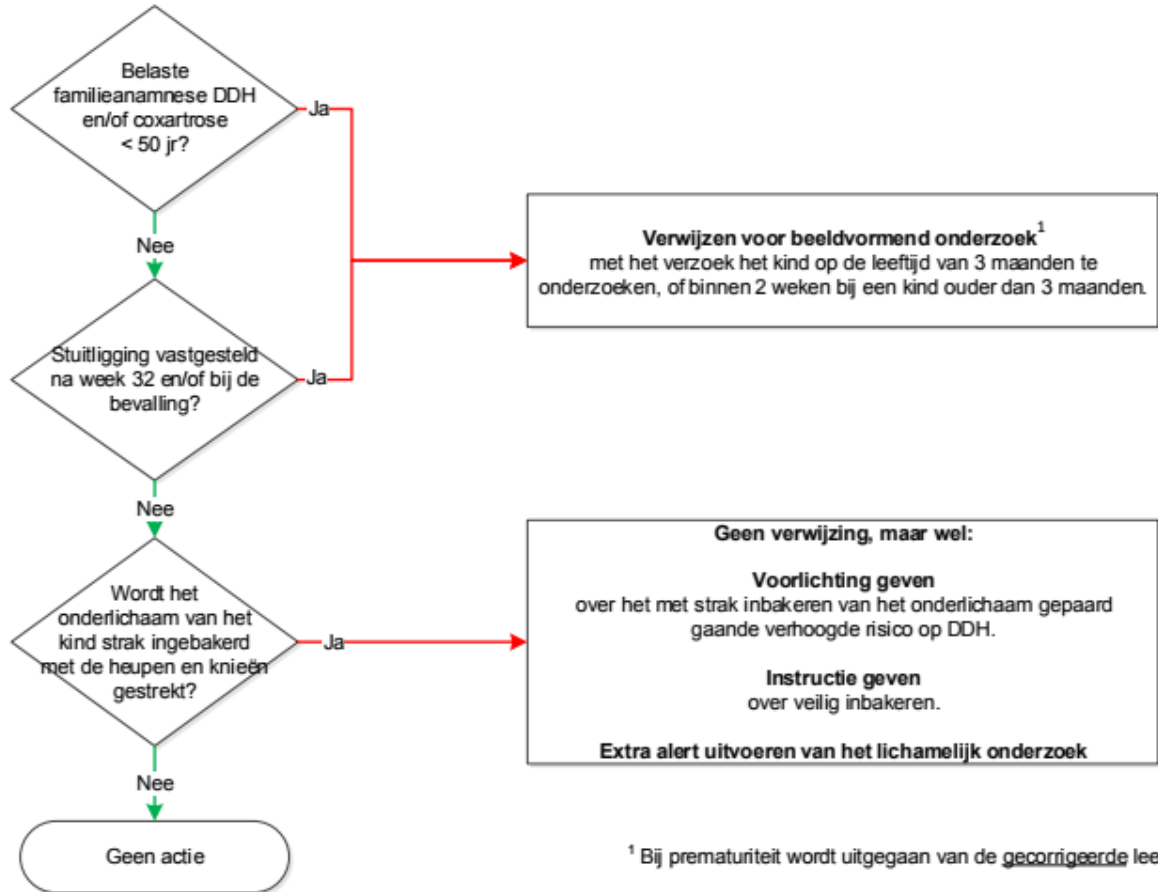 Belaste
familieanamnese DDH
en/of coxartrose
< 50 jr?
Ja
Nee
Verwijzen voor beeldvormend onderzoek¹
met het verzoek het kind op de leeftijd van 3 maanden te
onderzoeken, of binnen 2 weken bij een kind ouder dan 3 maanden.
Stuitligging vastgesteld
na week 32 en/of bij de
bevalling?
Ja
Nee
Wordt het
onderlichaam van het
kind strak ingebakerd
met de heupen en knieën
gestrekt?
Ja
Nee
Geen verwijzing, maar wel:
Voorlichting geven
over het met strak inbakeren van het onderlichaam gepaard
gaande verhoogde risico op DDH.
Instructie geven
over veilig inbakeren.
Extra alert uitvoeren van het lichamelijk onderzoek
Geen actie
¹ Bij prematuriteit wordt uitgegaan van de gecorrigeerde lee